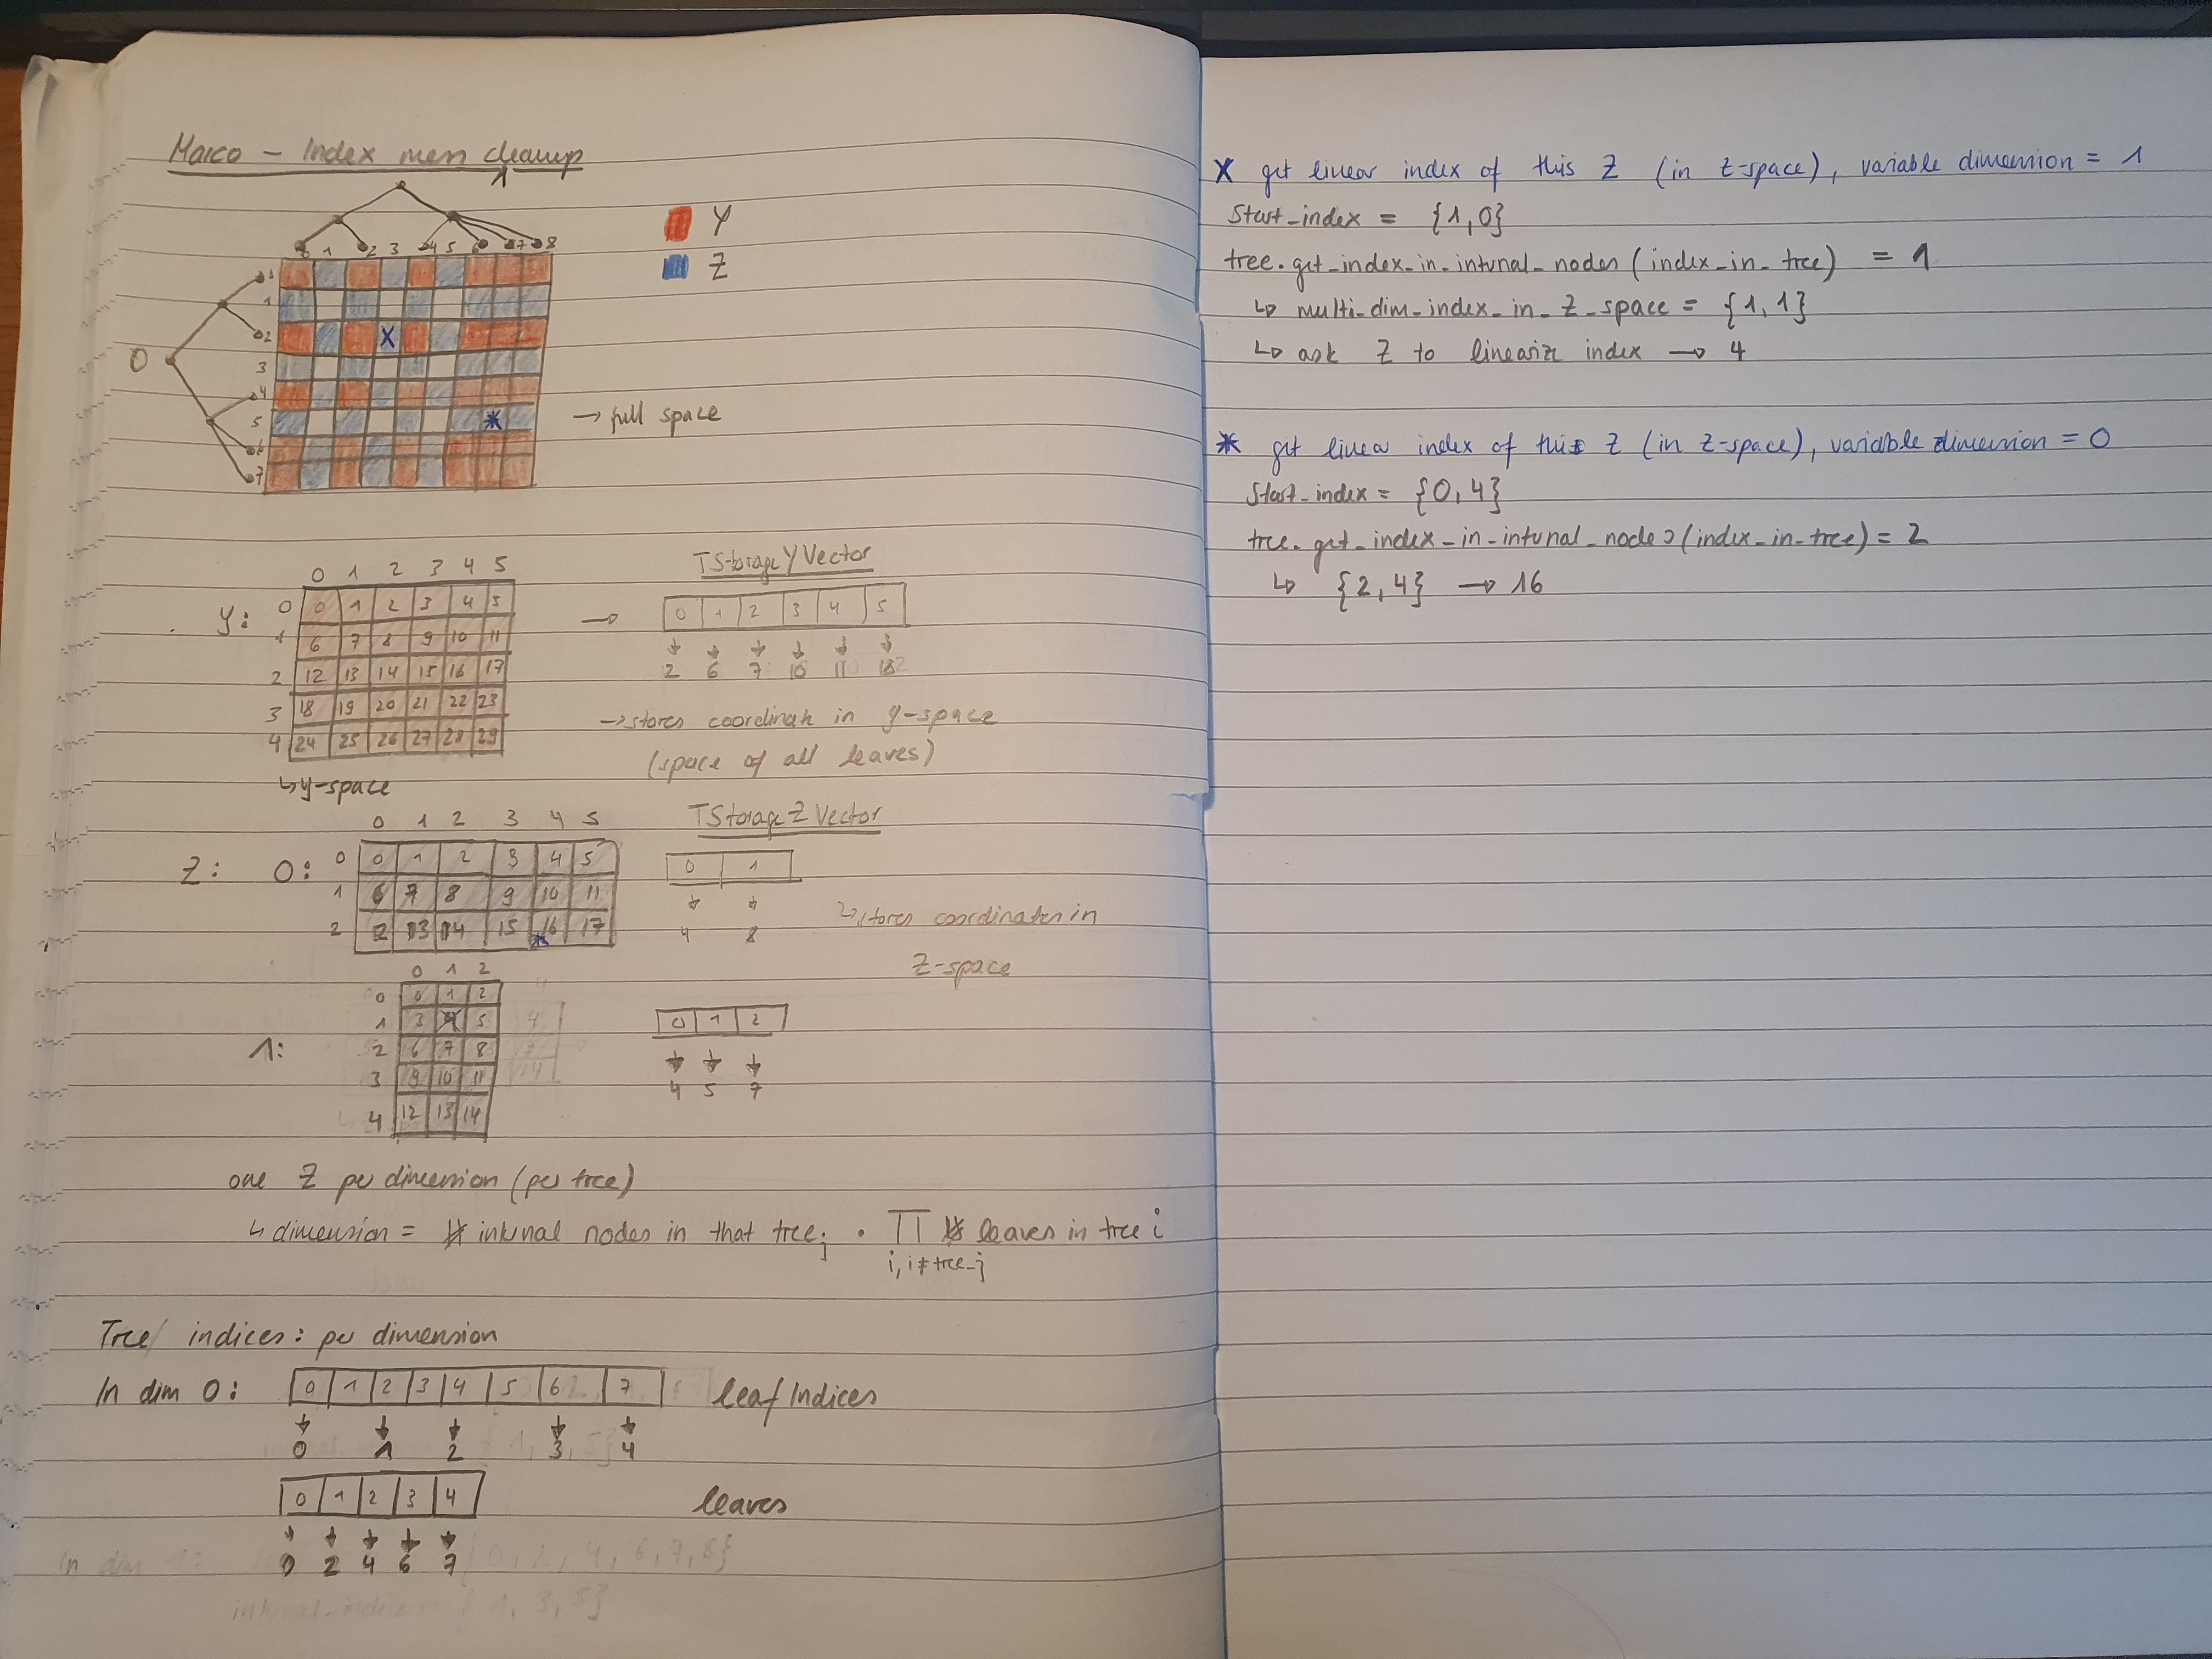 Marco - Index mess cleanup
1
0 1 2 3 4 5 6 7 8
Y
Z
0
1
2
X
3
4
5
*
→ full space
6
7
0
TStorage Y Vector
0 1 2 3 4 5
Y: 0 0 1 2 3 4 5 → 0 1 2 3 4 5
1 6 7 8 9 10 11
2 12 13 14 15 16 17
2 6 7 10
3 18 19 20 21 22 23
→ stores coordinate in y-space
4 24 25 26 27 28 29
(space of all leaves)
↳ y-space
TStorage Z Vector
0 1 2 3 4 5
Z: 0: 0 0 1 2 3 4 5
0 1
1 6 7 8 9 10 11
2 12 13 14 15 16 17
*
4 8
↳ stores coordinates in
Z-space
0 1 2
0 0 1 2
1: 1 3 4 5
0 1 2
2 6 7 8
3 9 10 11
4 5 7
4 12 13 14
one Z per dimension (per tree)
↳ dimension = # internal nodes in that tree j · ∏ # leaves in tree i
i, i ≠ tree_j
Tree indices: per dimension
In dim 0: 0 1 2 3 4 5 6 7 leaf Indices
0 1 2 3 4
0 1 2 3 4 leaves
0 2 4 6 7
In dim 1: {0, 2, 4, 6, 7, 8}
internal-indices {1, 3, 5}
X get linear index of this Z (in z-space), variable dimension = 1
Start_index = {1,0}
tree.get_index_in_internal_nodes (index_in_tree) = 1
↳ multi_dim_index_in_Z_space = {1,1}
↳ ask Z to linearize index → 4
* get linear index of this Z (in z-space), variable dimension = 0
Start_index = {0,4}
tree.get_index_in_internal_nodes (index_in_tree) = 2
↳ {2,4} → 16